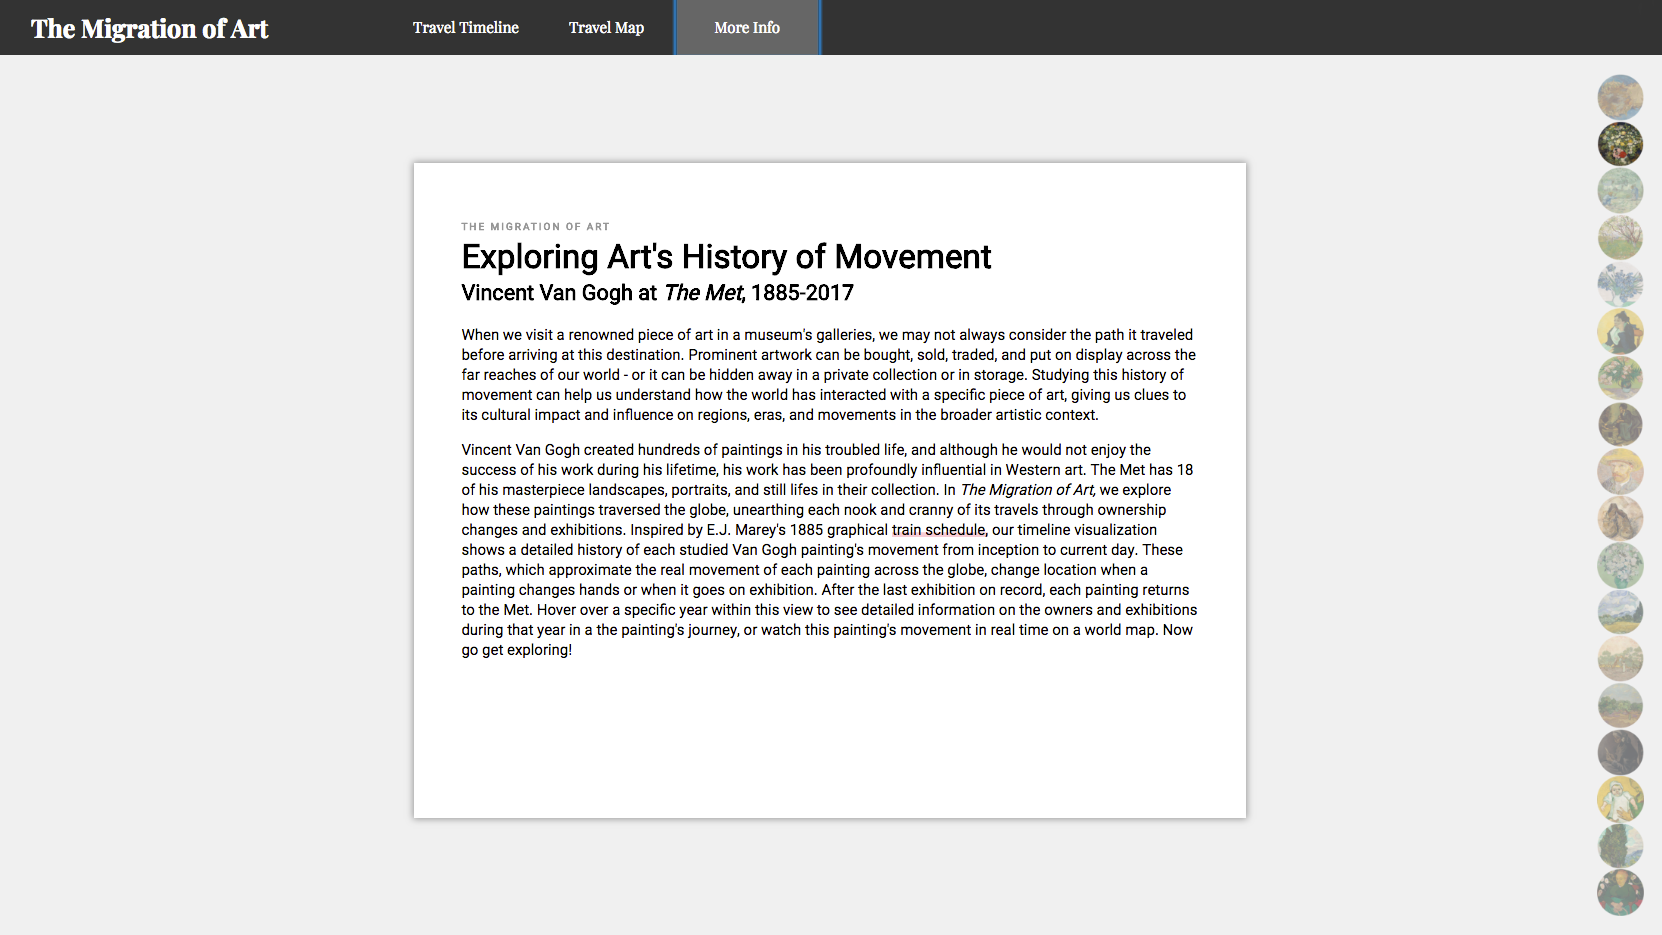 The Migration of Art
Travel Timeline
Travel Map
More Info
THE MIGRATION OF ART
Exploring Art's History of Movement
Vincent Van Gogh at The Met, 1885-2017
When we visit a renowned piece of art in a museum's galleries, we may not always consider the path it traveled
before arriving at this destination. Prominent artwork can be bought, sold, traded, and put on display across the
far reaches of our world - or it can be hidden away in a private collection or in storage. Studying this history of
movement can help us understand how the world has interacted with a specific piece of art, giving us clues to
its cultural impact and influence on regions, eras, and movements in the broader artistic context.
Vincent Van Gogh created hundreds of paintings in his troubled life, and although he would not enjoy the
success of his work during his lifetime, his work has been profoundly influential in Western art. The Met has 18
of his masterpiece landscapes, portraits, and still lifes in their collection. In The Migration of Art, we explore
how these paintings traversed the globe, unearthing each nook and cranny of its travels through ownership
changes and exhibitions. Inspired by E.J. Marey's 1885 graphical train schedule, our timeline visualization
shows a detailed history of each studied Van Gogh painting's movement from inception to current day. These
paths, which approximate the real movement of each painting across the globe, change location when a
painting changes hands or when it goes on exhibition. After the last exhibition on record, each painting returns
to the Met. Hover over a specific year within this view to see detailed information on the owners and exhibitions
during that year in a the painting's journey, or watch this painting's movement in real time on a world map. Now
go get exploring!